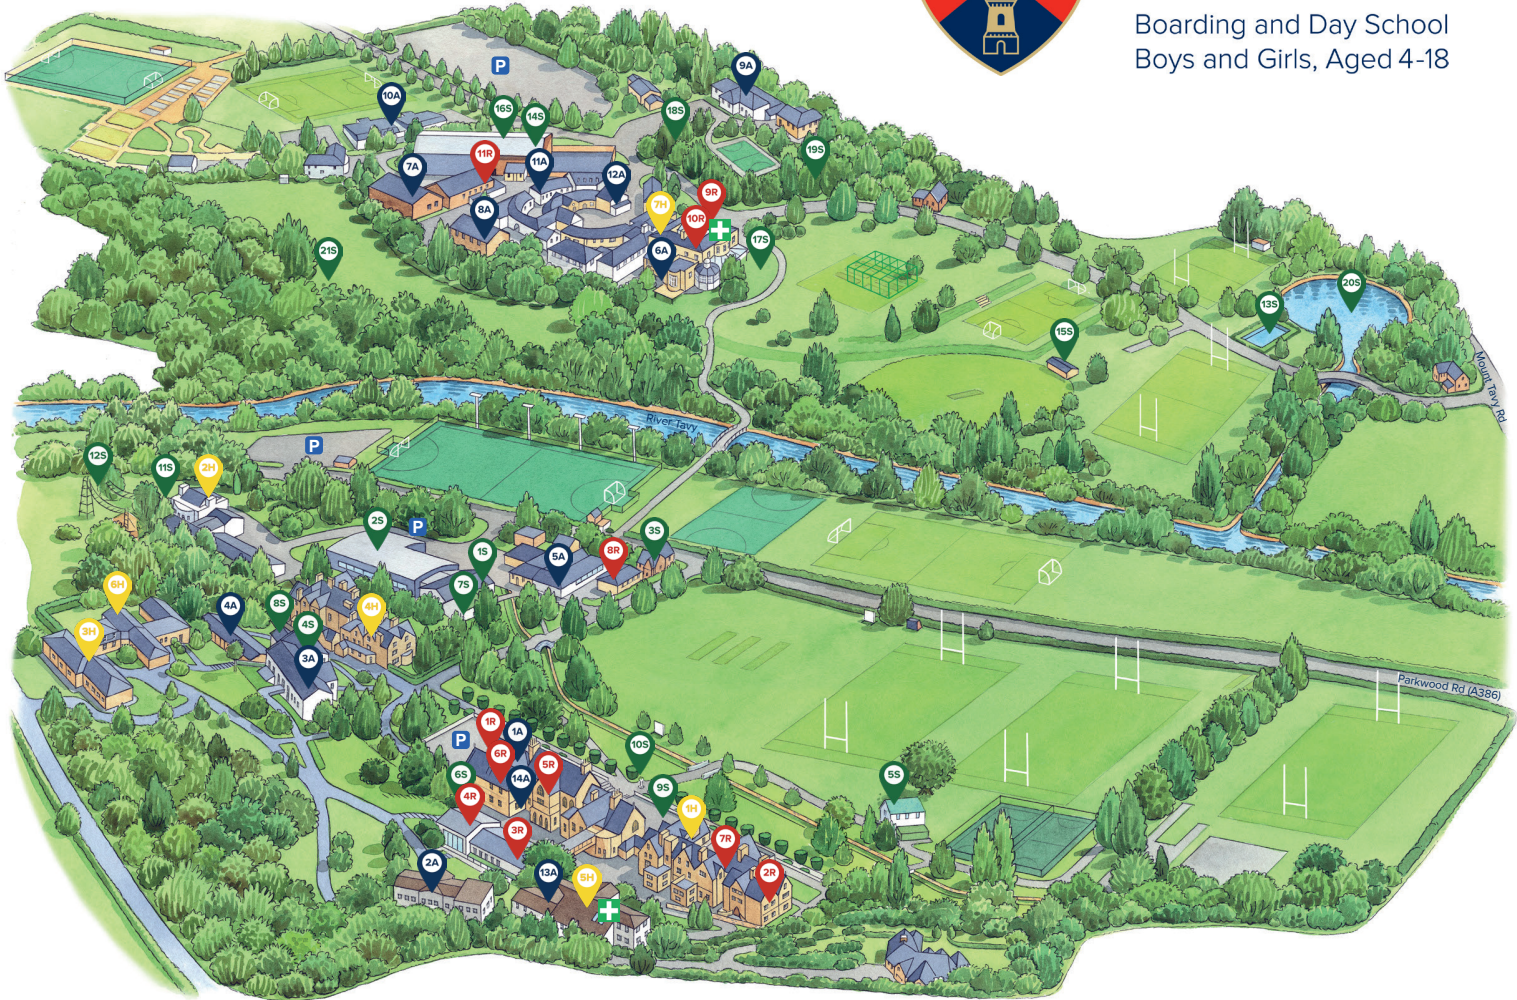 Boarding and Day School
Boys and Girls, Aged 4-18
P
9A
10A
16S
14S
18S
19S
11R
11A
7A
12A
9R
7H
10R
8A
17S
6A
21S
20S
13S
15S
Mount Tavy Rd
River Tavy
P
12S
11S
2H
2S
P
1S
5A
8R
3S
7S
6H
4A
8S
4H
4S
3H
3A
Parkwood Rd (A386)
1R
1A
P
10S
6R
5R
6S
14A
5S
4R
9S
1H
3R
7R
2A
13A
5H
2R